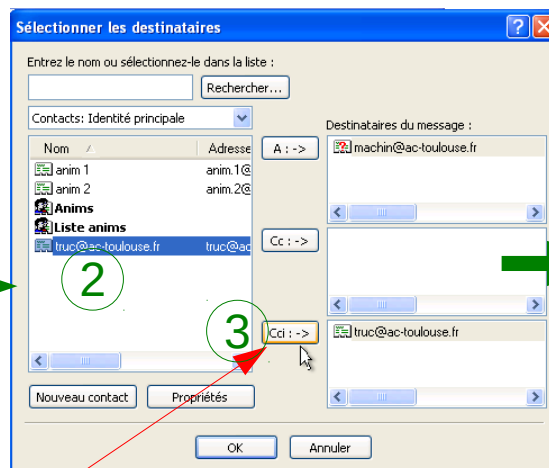 Sélectionner les destinataires
Entrez le nom ou sélectionnez-le dans la liste :
Rechercher...
Contacts: Identité principale
Destinataires du message :
Nom Adresse
A : ->
machin@ac-toulouse.fr
anim 1 anim.1@
anim 2 anim.2@
Anims
Liste anims
Cc : ->
truc@ac-toulouse.fr truc@ac
2
3
Cci : ->
truc@ac-toulouse.fr
Nouveau contact
Propriétés
OK
Annuler